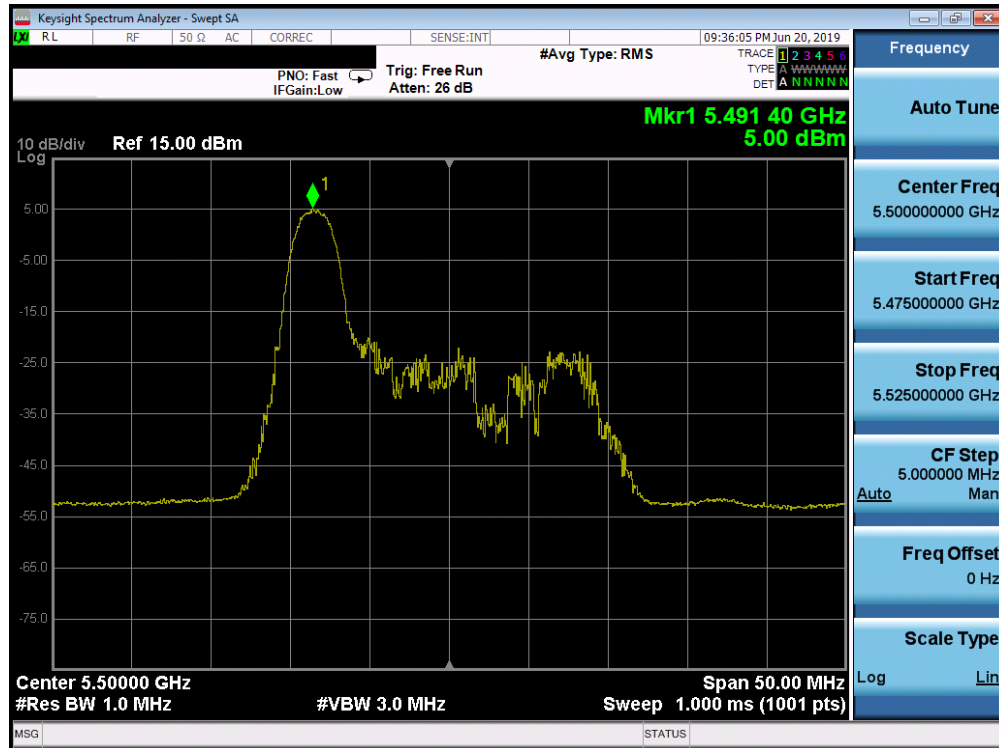 Keysight Spectrum Analyzer - Swept SA
LXI RL RF 50 Ω AC CORREC SENSE:INT 09:36:05 PM Jun 20, 2019
#Avg Type: RMS TRACE 1 2 3 4 5 6
PNO: Fast Trig: Free Run TYPE A WWWWW
IFGain:Low Atten: 26 dB DET A N N N N N
Mkr1 5.491 40 GHz
5.00 dBm
10 dB/div Ref 15.00 dBm
Log
1
5.00
-5.00
-15.0
-25.0
-35.0
-45.0
-55.0
-65.0
-75.0
Center 5.50000 GHz Span 50.00 MHz
#Res BW 1.0 MHz #VBW 3.0 MHz Sweep 1.000 ms (1001 pts)
MSG STATUS
Frequency
Auto Tune
Center Freq
5.500000000 GHz
Start Freq
5.475000000 GHz
Stop Freq
5.525000000 GHz
CF Step
5.000000 MHz
Auto Man
Freq Offset
0 Hz
Scale Type
Log Lin